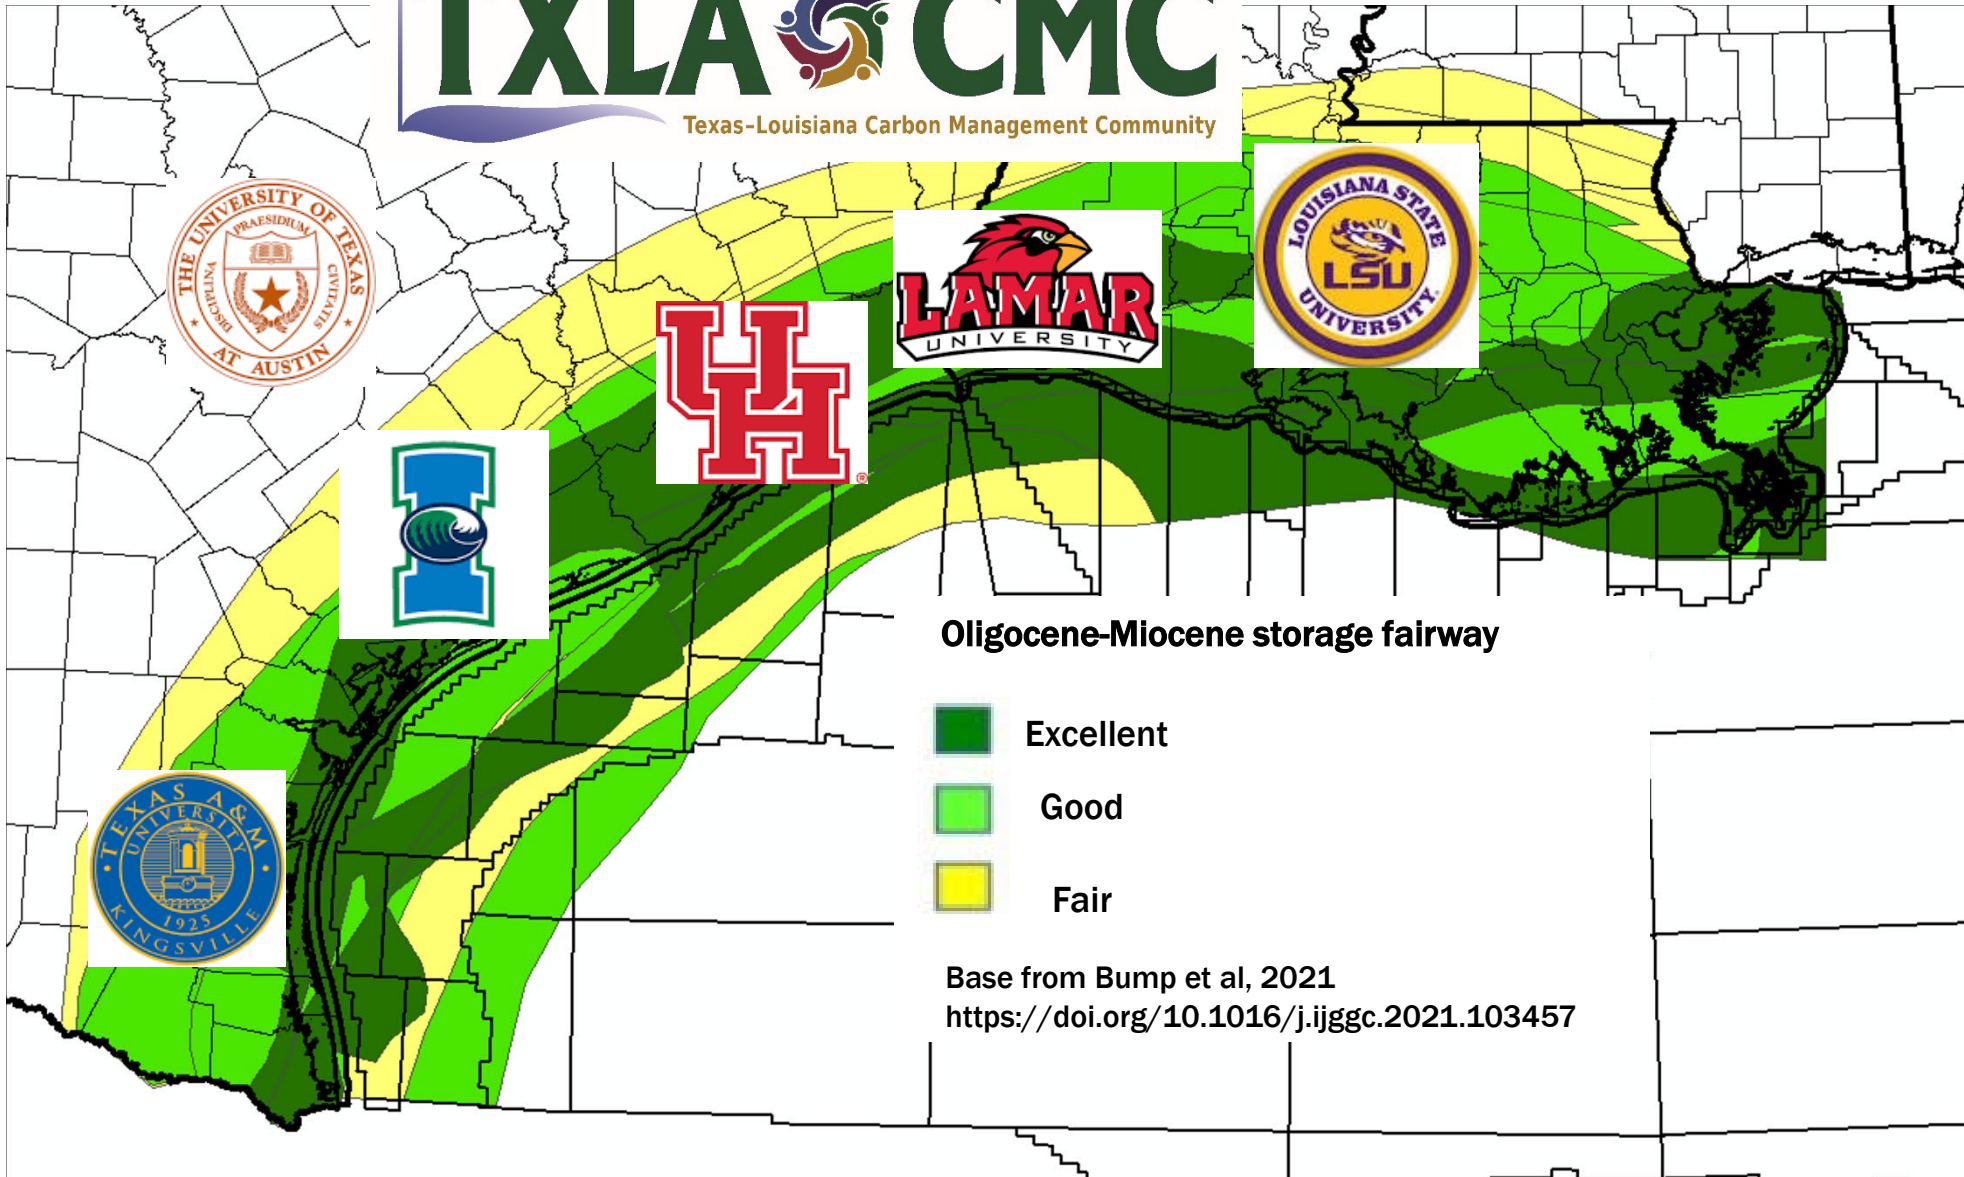 TXLA CMC
Texas-Louisiana Carbon Management Community
THE UNIVERSITY OF TEXAS
PRAESIDIUM
DISCIPLINA
CIVITATIS
AT AUSTIN
LAMAR
UNIVERSITY
LOUISIANA STATE
LSU
UNIVERSITY
UH
®
I
TEXAS A&M
UNIVERSITY
1925
KINGSVILLE
Oligocene-Miocene storage fairway
Excellent
Good
Fair
Base from Bump et al, 2021
https://doi.org/10.1016/j.ijggc.2021.103457